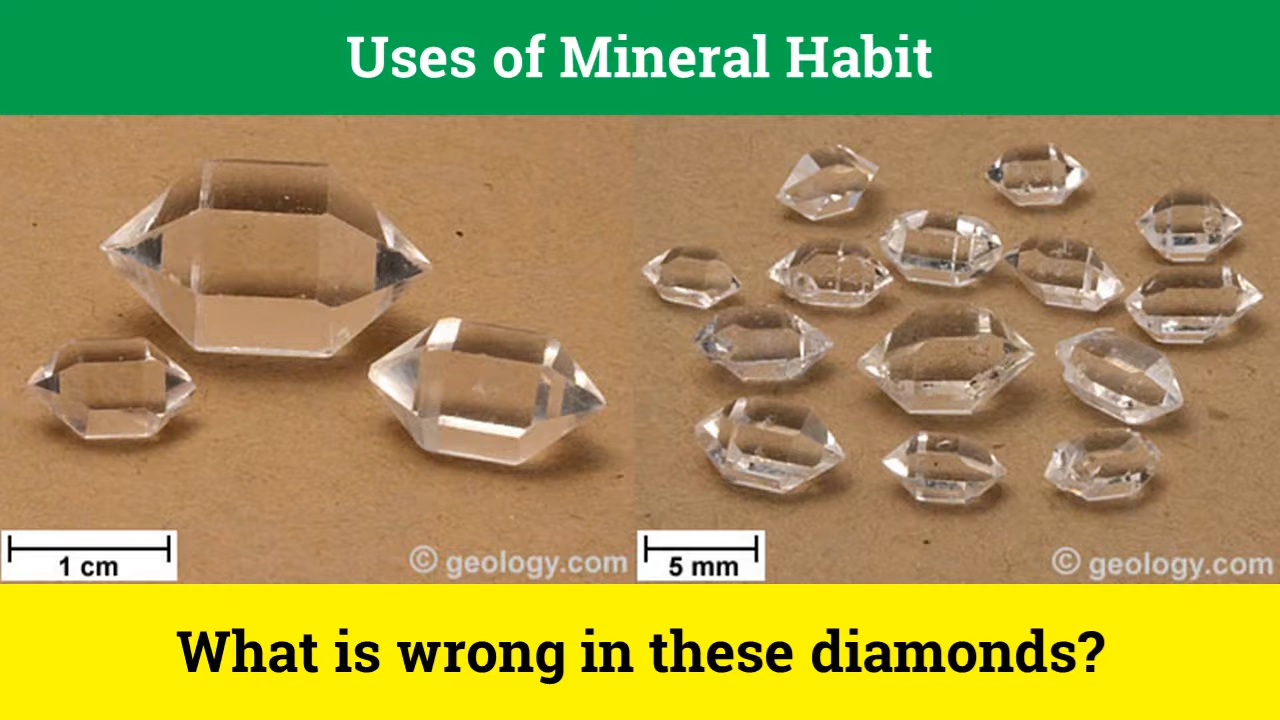 Uses of Mineral Habit
1 cm
© geology.com
5 mm
© geology.com
What is wrong in these diamonds?